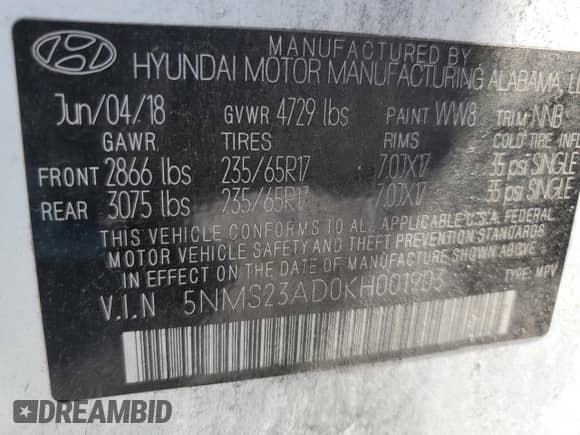 MANUFACTURED BY
HYUNDAI MOTOR MANUFACTURING ALABAMA, LL
Jun/04/18 GVWR 4729 lbs PAINT WW8 TRIM NNB
GAWR TIRES RIMS COLD TIRE INFL
FRONT 2866 lbs 235/65R17 7.0JX17 35 psi SINGLE
REAR 3075 lbs 235/65R17 7.0JX17 35 psi SINGLE
THIS VEHICLE CONFORMS TO ALL APPLICABLE U.S.A. FEDERAL
MOTOR VEHICLE SAFETY AND THEFT PREVENTION STANDARDS
IN EFFECT ON THE DATE OF MANUFACTURE SHOWN ABOVE.
V.I.N 5NMS23AD0KH001903 TYPE: MPV
DREAMBID